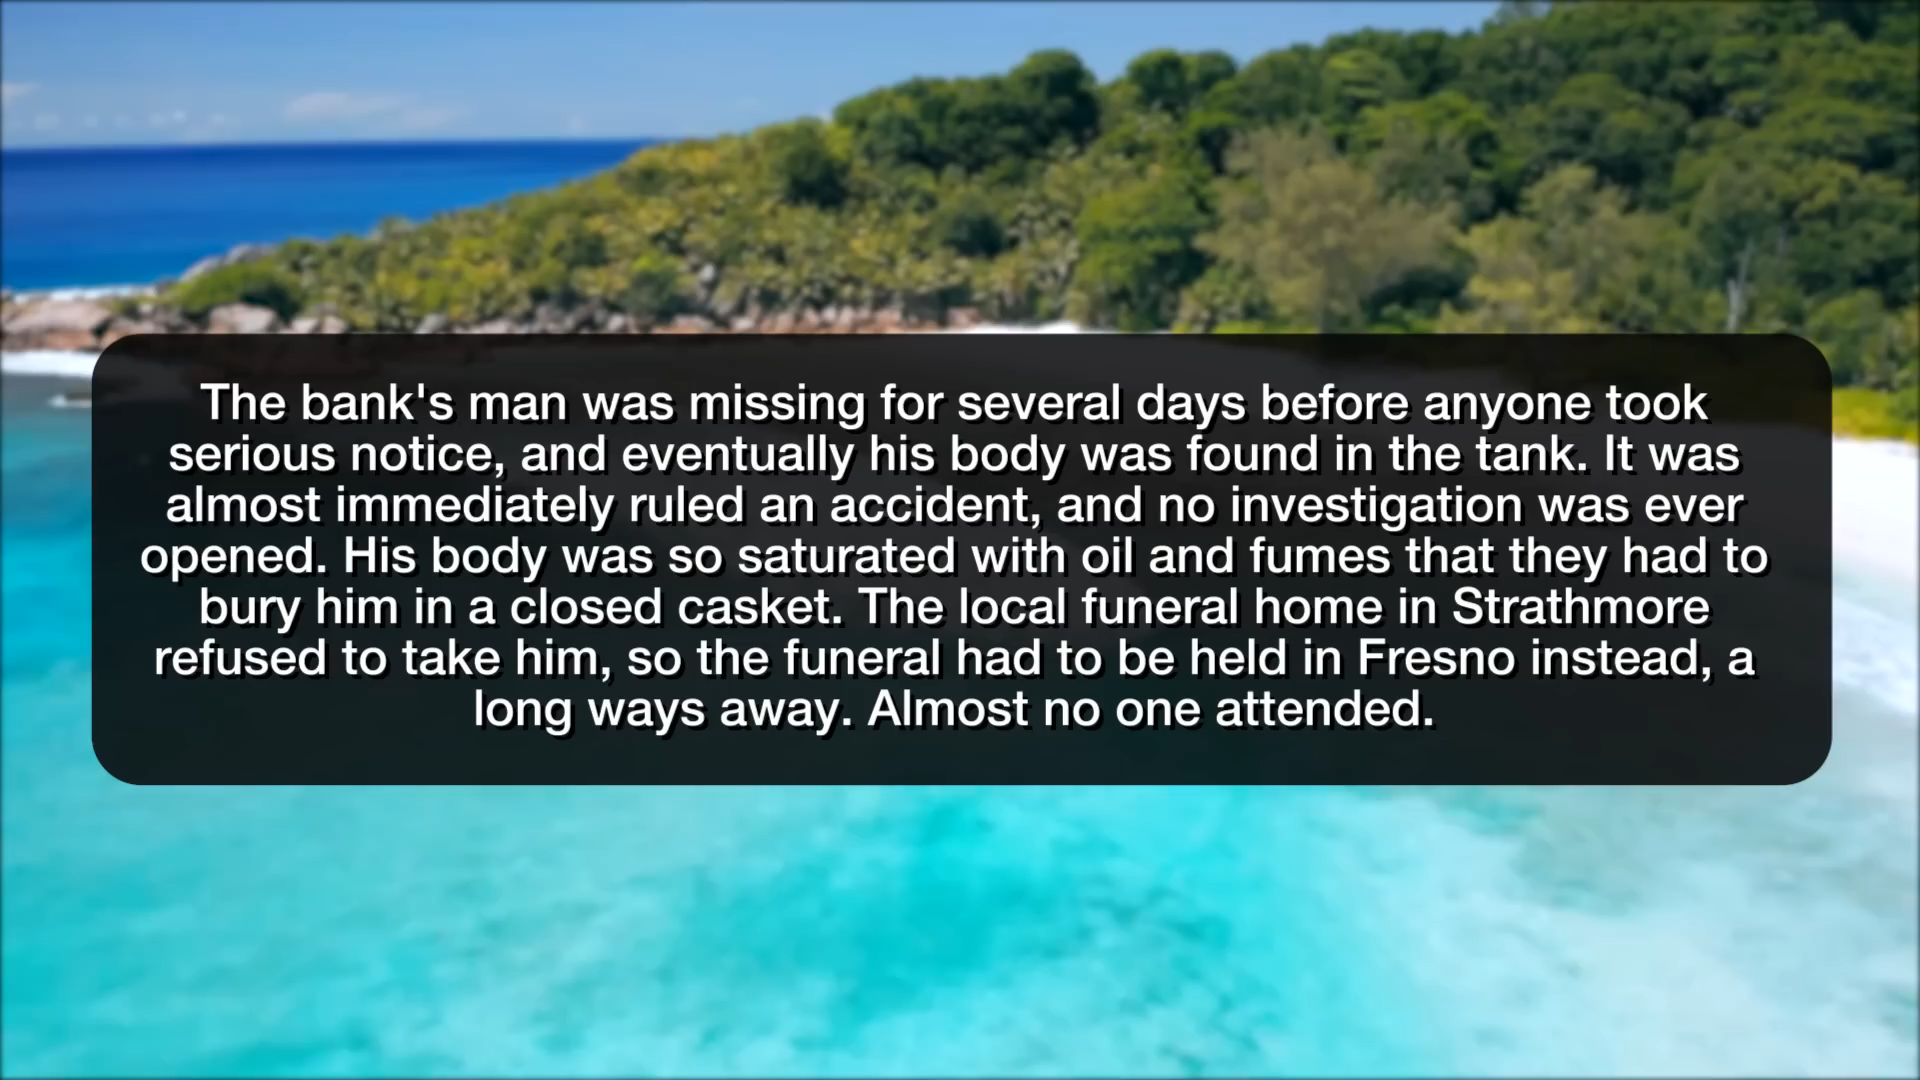 The bank's man was missing for several days before anyone took
serious notice, and eventually his body was found in the tank. It was
almost immediately ruled an accident, and no investigation was ever
opened. His body was so saturated with oil and fumes that they had to
bury him in a closed casket. The local funeral home in Strathmore
refused to take him, so the funeral had to be held in Fresno instead, a
long ways away. Almost no one attended.